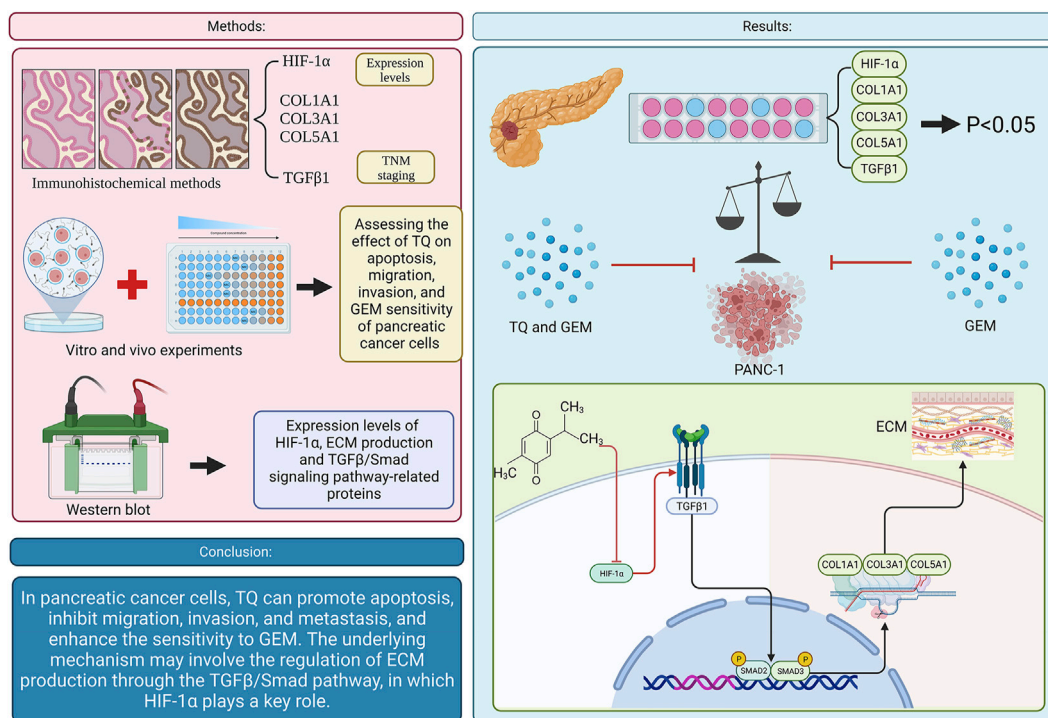 Methods:
HIF-1α
Expression
levels
COL1A1
COL3A1
COL5A1
TGFβ1
TNM
staging
Immunohistochemical methods
Compound concentration
Assessing the
effect of TQ on
apoptosis,
migration,
invasion, and
GEM sensitivity
of pancreatic
cancer cells
Vitro and vivo experiments
Expression levels of
HIF-1α, ECM production
and TGFβ/Smad
signaling pathway-related
proteins
Western blot
Conclusion:
In pancreatic cancer cells, TQ can promote apoptosis,
inhibit migration, invasion, and metastasis, and
enhance the sensitivity to GEM. The underlying
mechanism may involve the regulation of ECM
production through the TGFβ/Smad pathway, in which
HIF-1α plays a key role.
Results:
HIF-1α
COL1A1
COL3A1
COL5A1
TGFβ1
P<0.05
TQ and GEM
PANC-1
GEM
CH₃
CH₃
O
H₃C
O
TGFβ1
HIF-1α
ECM
COL1A1 COL3A1 COL5A1
P P
SMAD2 SMAD3